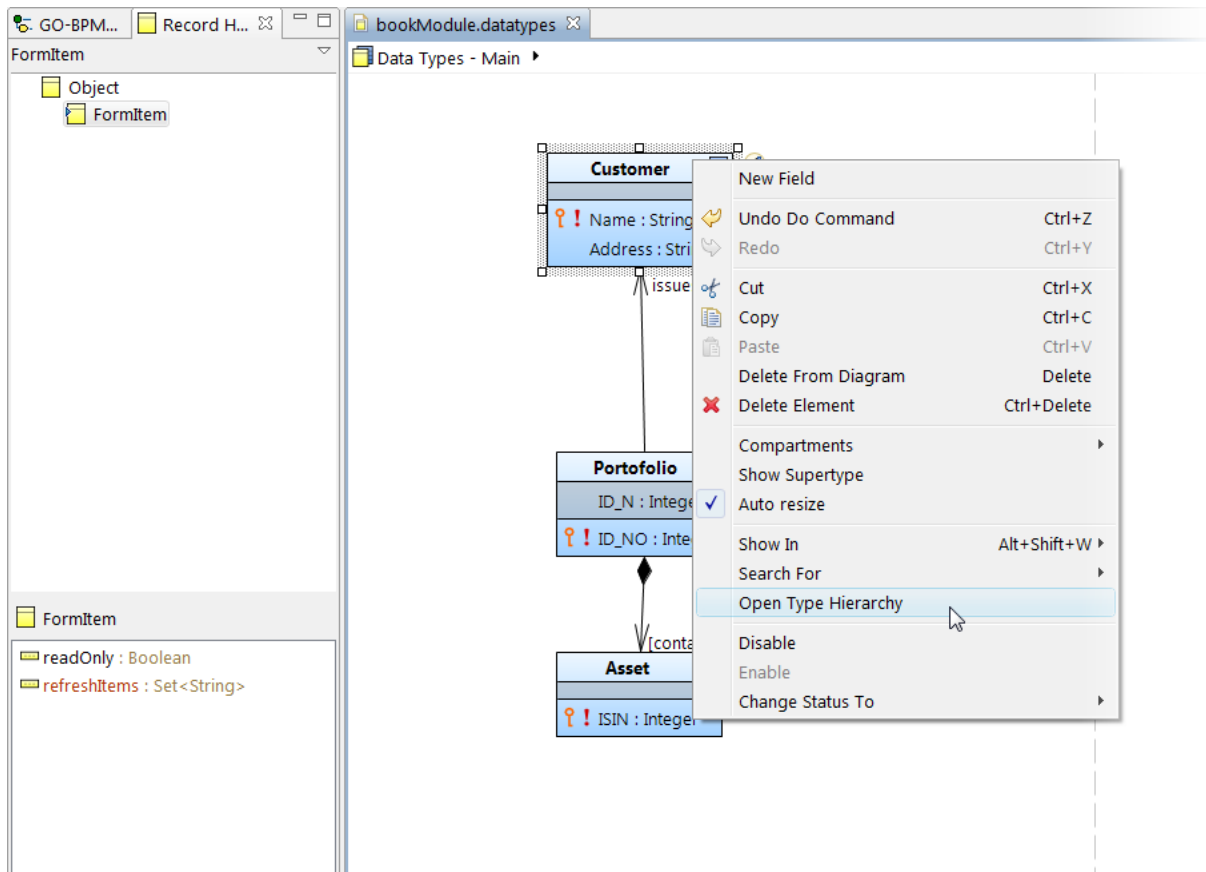 GO-BPM...
Record H...
FormItem
Object
FormItem
FormItem
readOnly : Boolean
refreshItems : Set<String>
bookModule.datatypes
Data Types - Main
Customer
Name : String
Address : Stri
issue
Portofolio
ID_N : Intege
ID_NO : Inte
[conta
Asset
ISIN : Integer
New Field
Undo Do Command Ctrl+Z
Redo Ctrl+Y
Cut Ctrl+X
Copy Ctrl+C
Paste Ctrl+V
Delete From Diagram Delete
Delete Element Ctrl+Delete
Compartments
Show Supertype
Auto resize
Show In Alt+Shift+W
Search For
Open Type Hierarchy
Disable
Enable
Change Status To